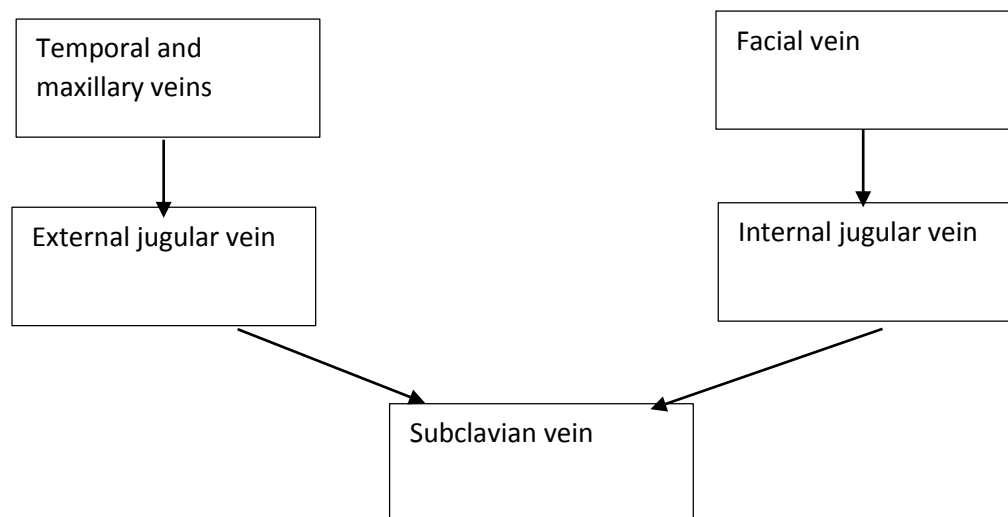 Temporal and
maxillary veins
Facial vein
External jugular vein
Internal jugular vein
Subclavian vein